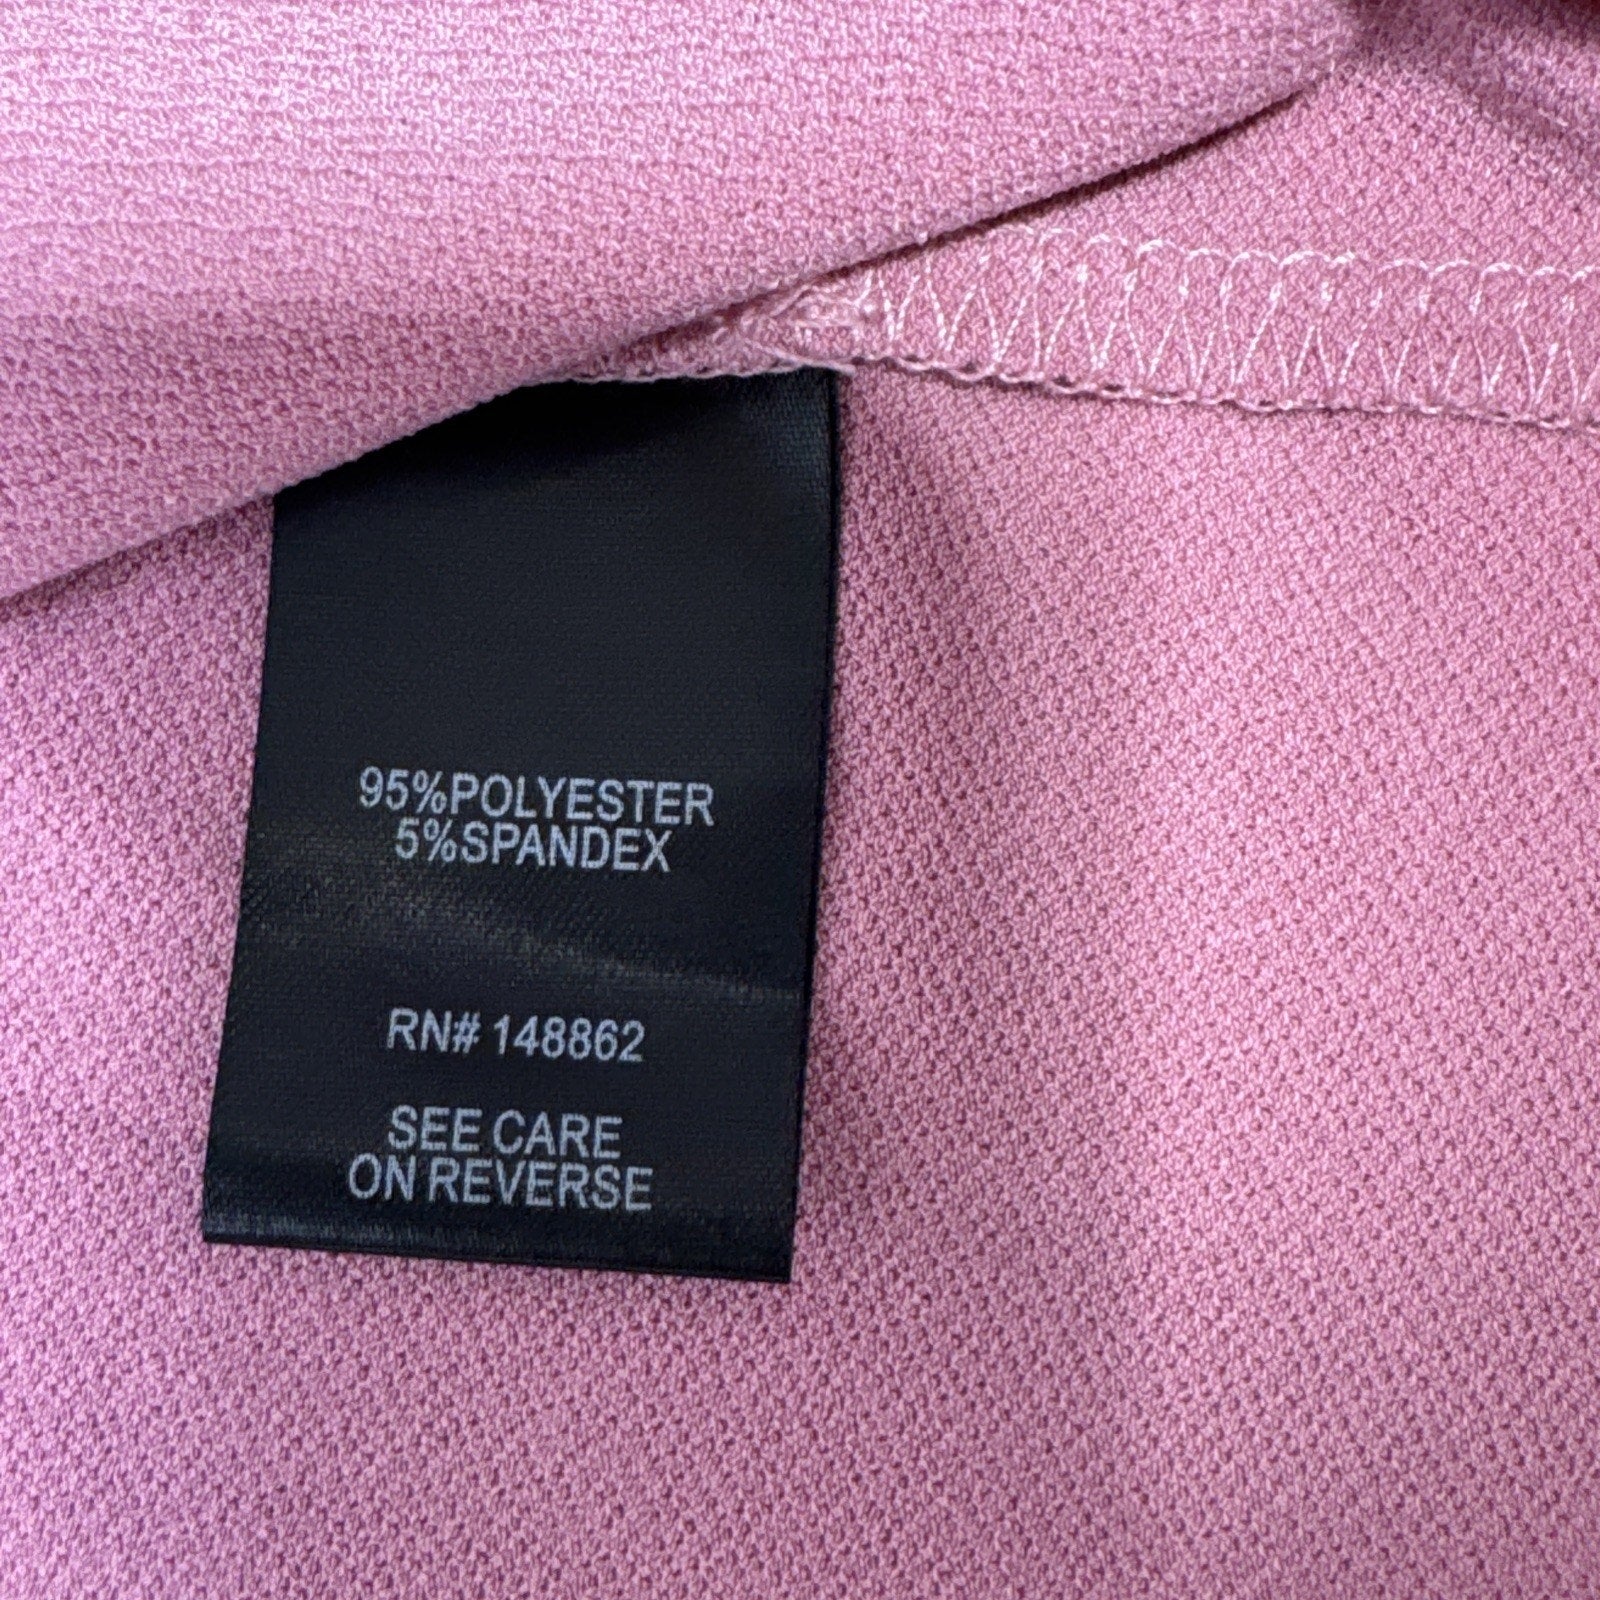 95%POLYESTER
5%SPANDEX
RN# 148862
SEE CARE
ON REVERSE